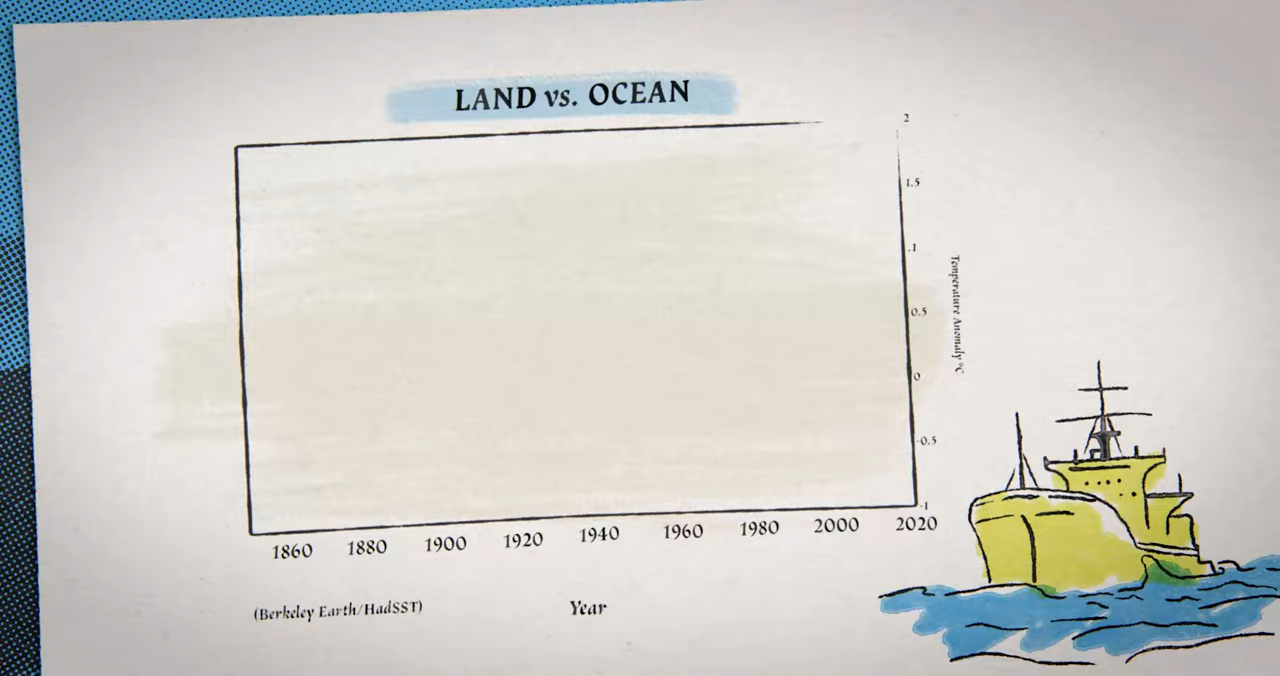 LAND vs. OCEAN
2
1.5
.1
0.5
0
-0.5
-1
Temperature Anomaly °C
1860 1880 1900 1920 1940 1960 1980 2000 2020
(Berkeley Earth/HadSST)
Year